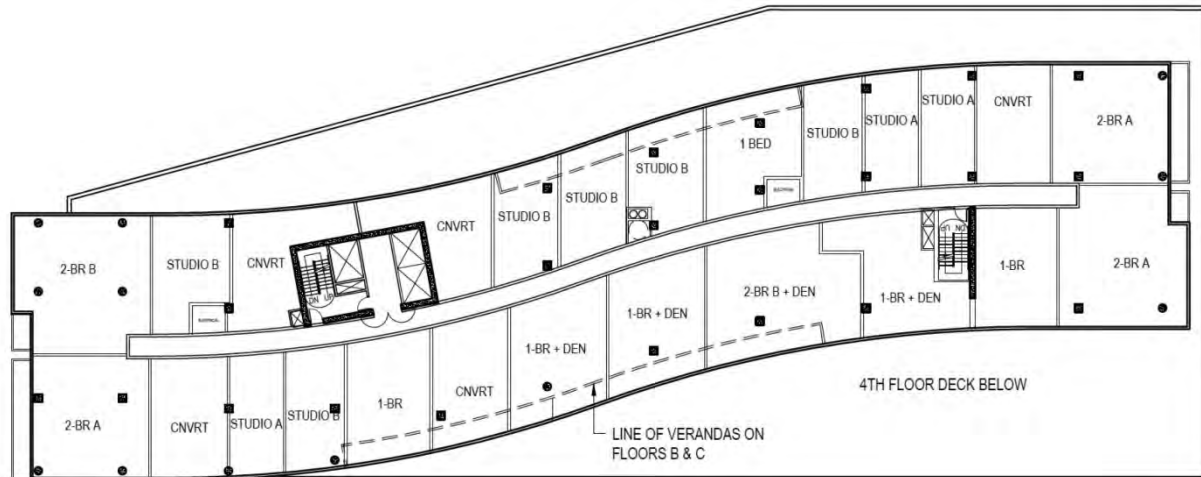 2-BR B
STUDIO B
CNVRT
CNVRT
STUDIO B
STUDIO B
STUDIO B
1 BED
STUDIO B
STUDIO A
STUDIO A
CNVRT
2-BR A
DN UP
UP DN
2-BR A
CNVRT
STUDIO A
STUDIO B
1-BR
CNVRT
1-BR + DEN
1-BR + DEN
2-BR B + DEN
1-BR + DEN
1-BR
2-BR A
4TH FLOOR DECK BELOW
LINE OF VERANDAS ON
FLOORS B & C